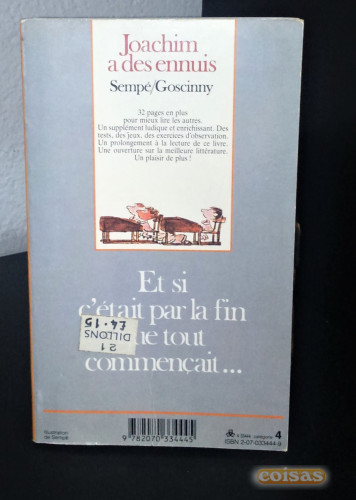 Joachim
a des ennuis
Sempé/Goscinny
32 pages en plus
pour mieux lire les autres.
Un supplément ludique et enrichissant. Des
tests, des jeux, des exercices d'observation.
Un prolongement à la lecture de ce livre.
Une ouverture sur la meilleure littérature.
Un plaisir de plus !
Et si
c'était par la fin
que tout
commençait...
21
DILLONS
£4·15
Illustration
de Sempé
9 782070 334445
catégorie 4
ISBN 2-07-033444-9
coisas